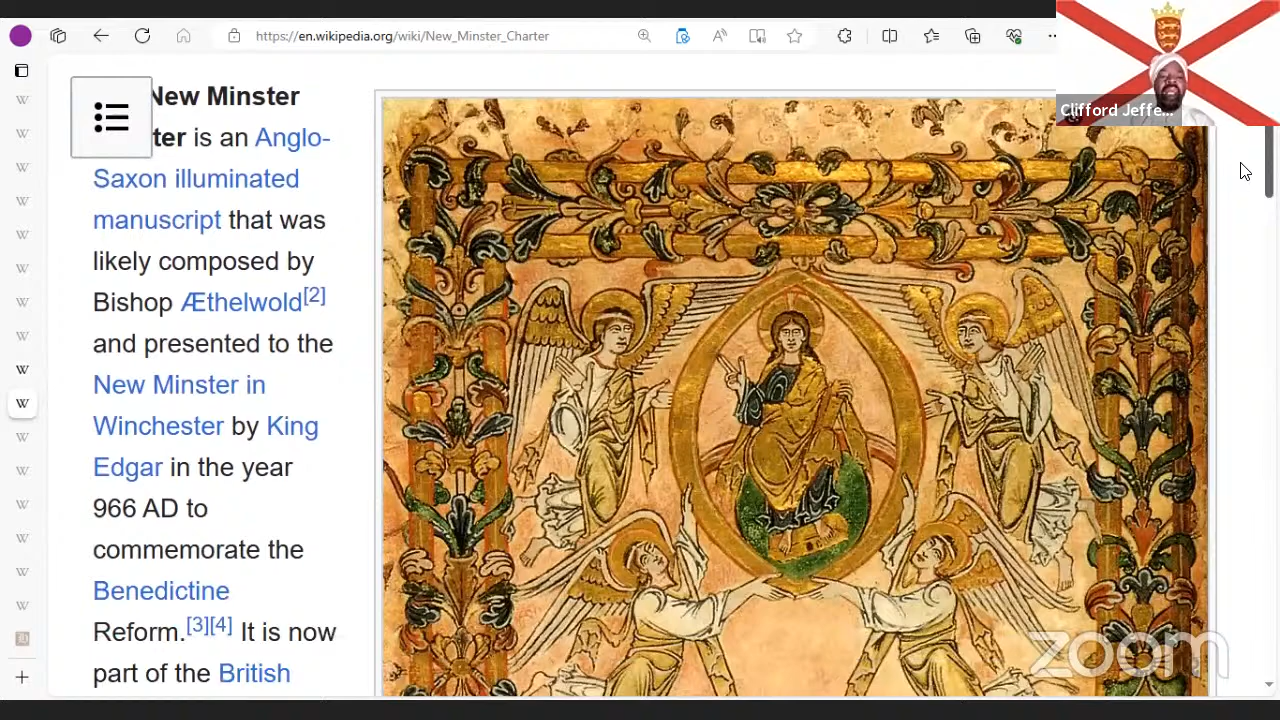 https://en.wikipedia.org/wiki/New_Minster_Charter
Clifford Jeffe...
New Minster
ter is an Anglo-
Saxon illuminated
manuscript that was
likely composed by
Bishop Æthelwold[2]
and presented to the
New Minster in
Winchester by King
Edgar in the year
966 AD to
commemorate the
Benedictine
Reform.[3][4] It is now
part of the British
zoom